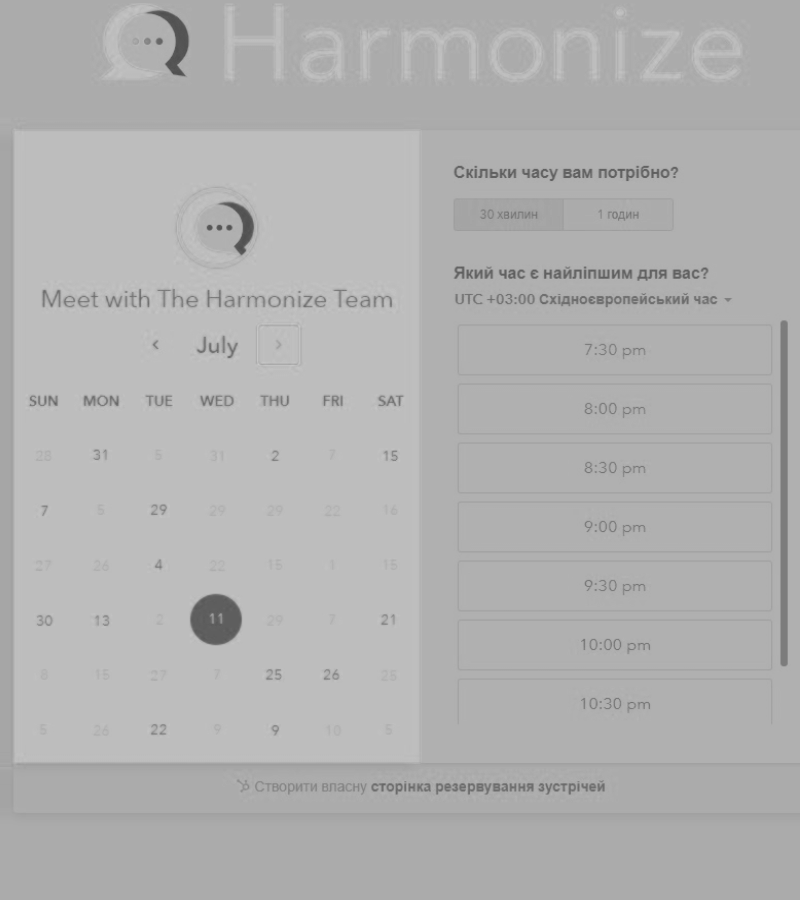 Harmonize
Meet with The Harmonize Team
July
SUN MON TUE WED THU FRI SAT
28 31 5 31 2 7 15
7 5 29 29 29 22 16
27 26 4 22 15 1 15
30 13 2 11 29 7 21
8 15 27 7 25 26 25
5 26 22 9 9 10 5
Скільки часу вам потрібно?
30 хвилин 1 годин
Який час є найліпшим для вас?
UTC +03:00 Східноєвропейський час
7:30 pm
8:00 pm
8:30 pm
9:00 pm
9:30 pm
10:00 pm
10:30 pm
Створити власну сторінка резервування зустрічей